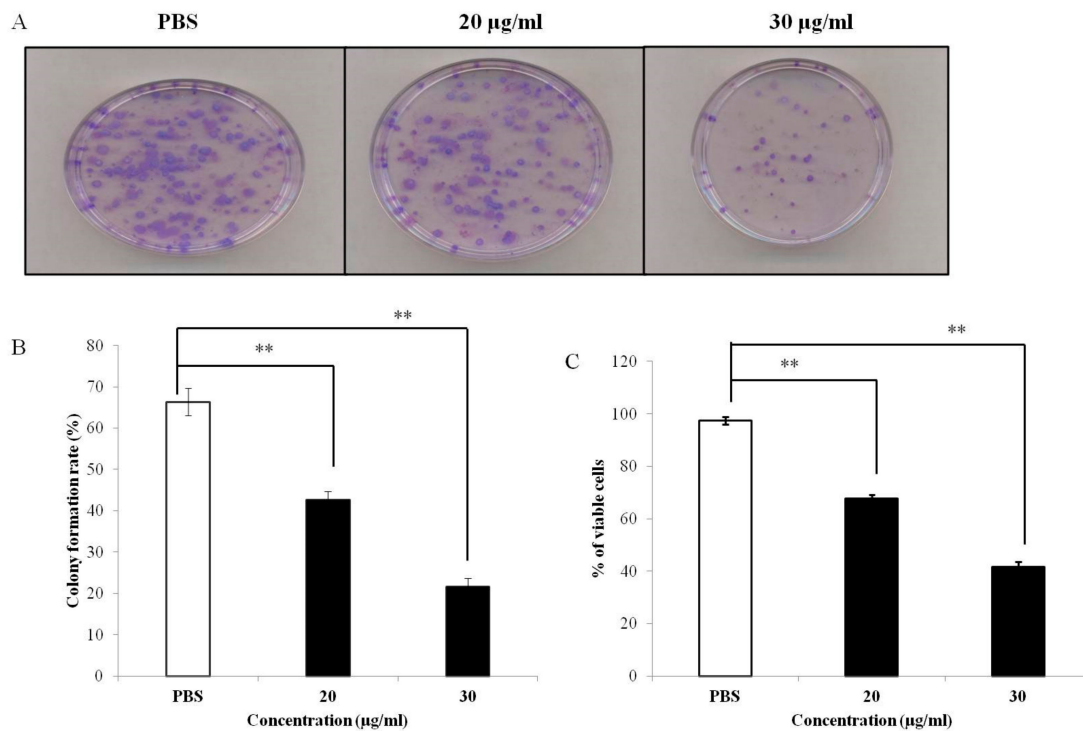 A
PBS
20 µg/ml
30 µg/ml
B
**
**
Colony formation rate (%)
80
70
60
50
40
30
20
10
0
PBS
20
30
Concentration (µg/ml)
C
**
**
% of viable cells
120
100
80
60
40
20
0
PBS
20
30
Concentration (µg/ml)